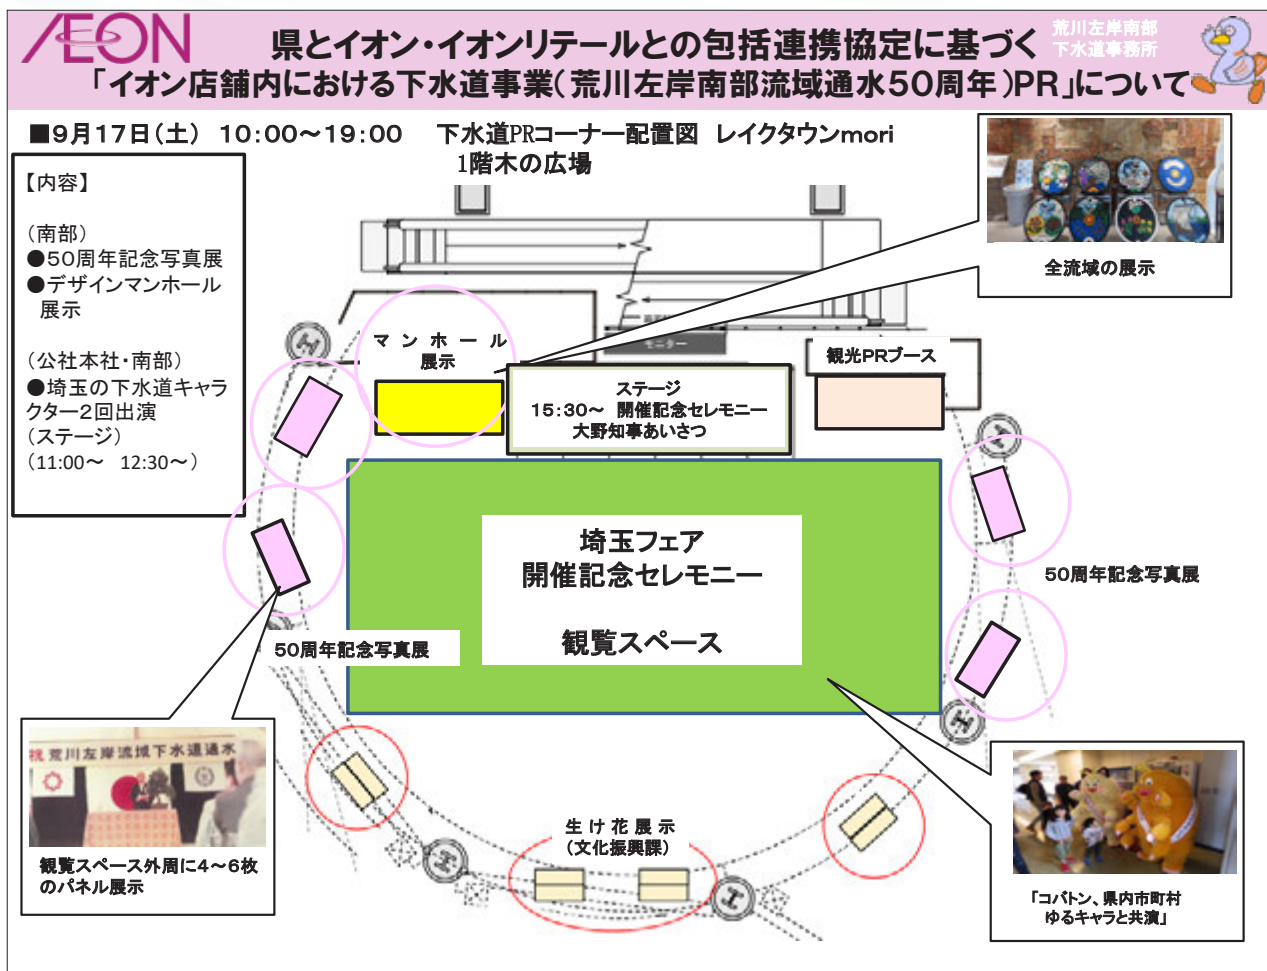 ÆON
県とイオン・イオンリテールとの包括連携協定に基づく
荒川左岸南部
下水道事務所
「イオン店舗内における下水道事業(荒川左岸南部流域通水50周年)PR」について
■9月17日(土) 10:00～19:00 下水道PRコーナー配置図 レイクタウンmori
1階木の広場
【内容】
(南部)
●50周年記念写真展
●デザインマンホール
展示
(公社本社・南部)
●埼玉の下水道キャラ
クター2回出演
(ステージ)
(11:00～ 12:30～)
全流域の展示
マンホール
展示
モニター
観光PRブース
ステージ
15:30～ 開催記念セレモニー
大野知事あいさつ
埼玉フェア
開催記念セレモニー
観覧スペース
50周年記念写真展
50周年記念写真展
祝 荒川左岸流域下水道通水
観覧スペース外周に4～6枚
のパネル展示
生け花展示
(文化振興課)
「コバトン、県内市町村
ゆるキャラと共演」